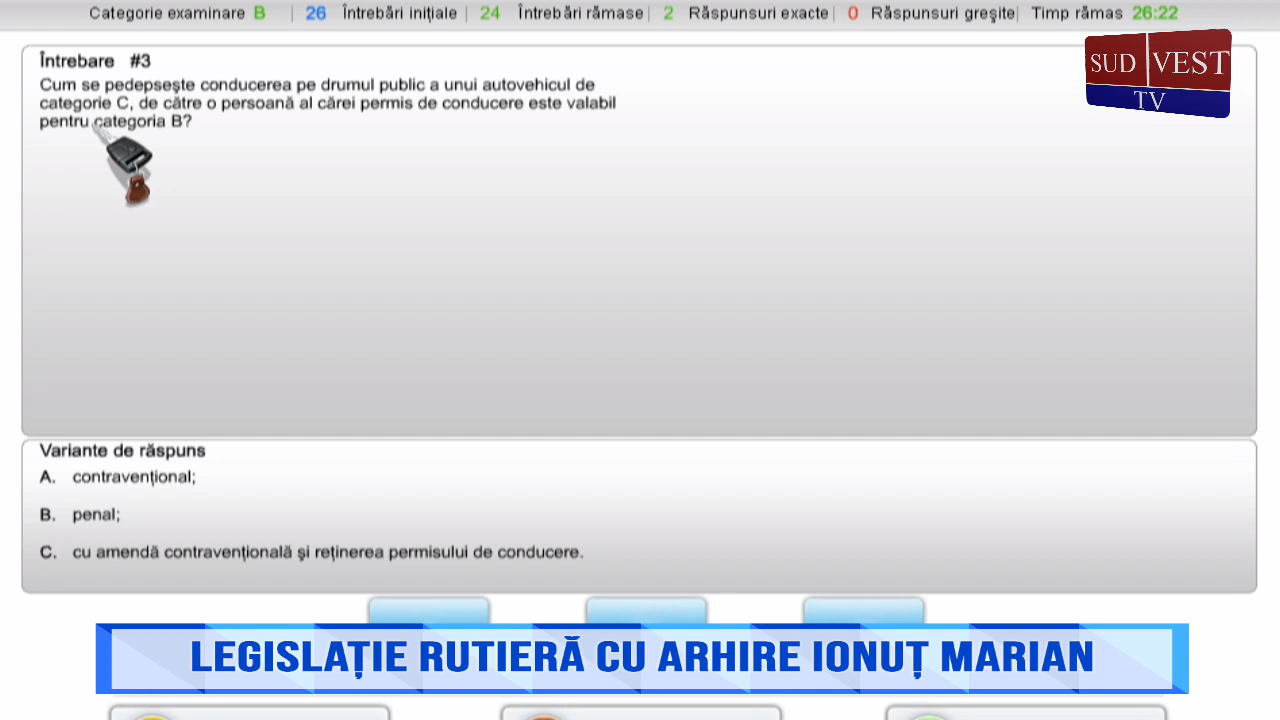 Categorie examinare B | 26 Întrebări inițiale | 24 Întrebări rămase | 2 Răspunsuri exacte | 0 Răspunsuri greșite | Timp rămas 26:22
SUD VEST
TV
Întrebare #3
Cum se pedepsește conducerea pe drumul public a unui autovehicul de
categorie C, de către o persoană al cărei permis de conducere este valabil
pentru categoria B?
Variante de răspuns
A. contravențional;
B. penal;
C. cu amendă contravențională și reținerea permisului de conducere.
LEGISLAȚIE RUTIERĂ CU ARHIRE IONUȚ MARIAN